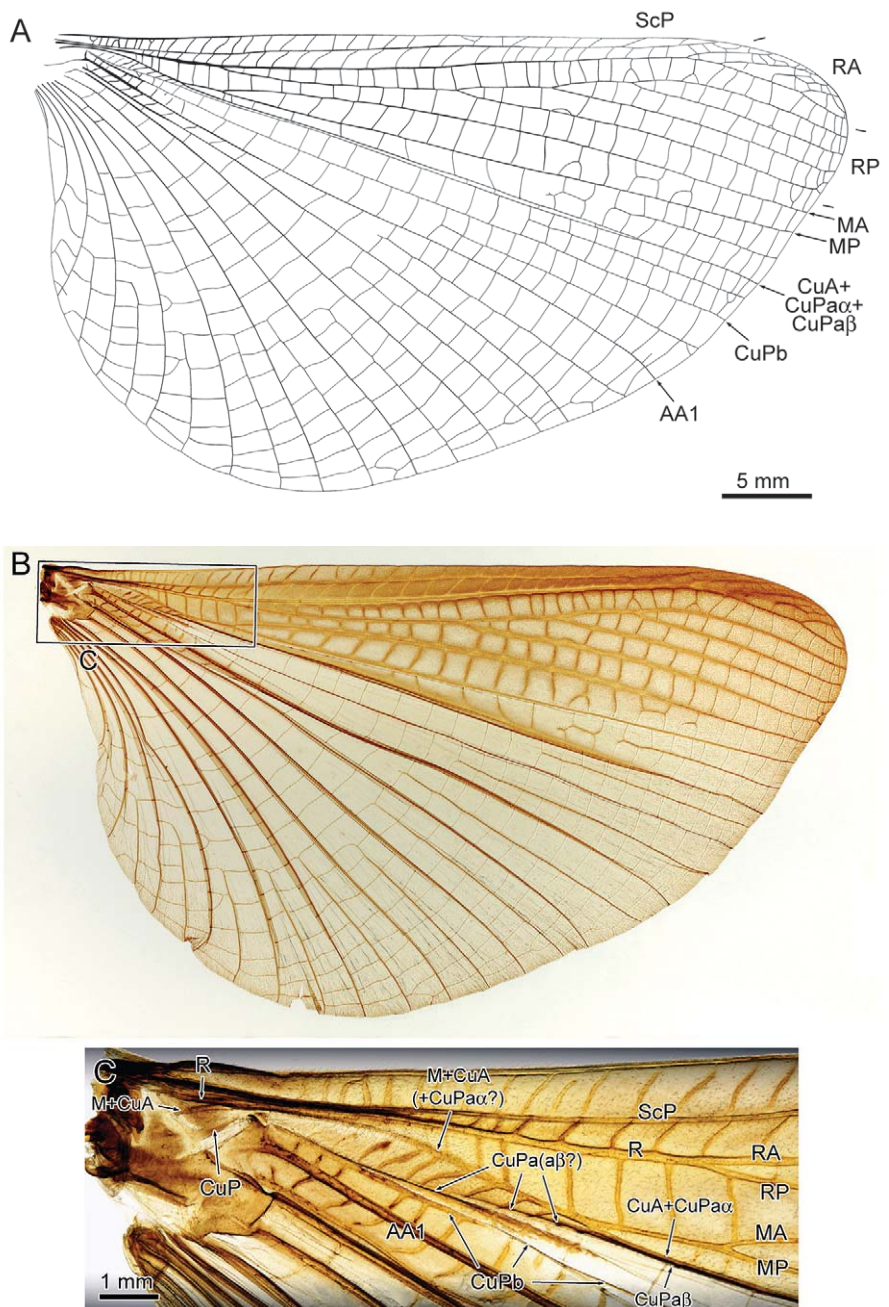 A
ScP
RA
RP
MA
MP
CuA+
CuPaα+
CuPaβ
CuPb
AA1
5 mm
B
C
C
R
M+CuA
M+CuA
(+CuPaα?)
ScP
R
RA
CuPa(aβ?)
CuP
RP
CuA+CuPaα
AA1
MA
CuPb
MP
1 mm
CuPaβ